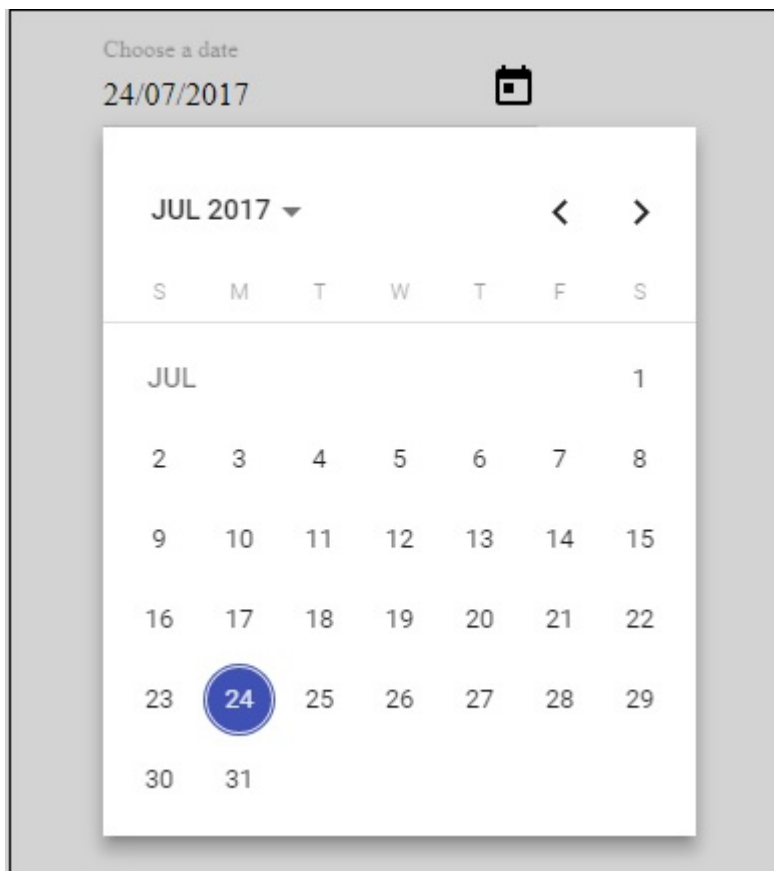 Choose a date
24/07/2017
JUL 2017
S M T W T F S
JUL 1
2 3 4 5 6 7 8
9 10 11 12 13 14 15
16 17 18 19 20 21 22
23 24 25 26 27 28 29
30 31